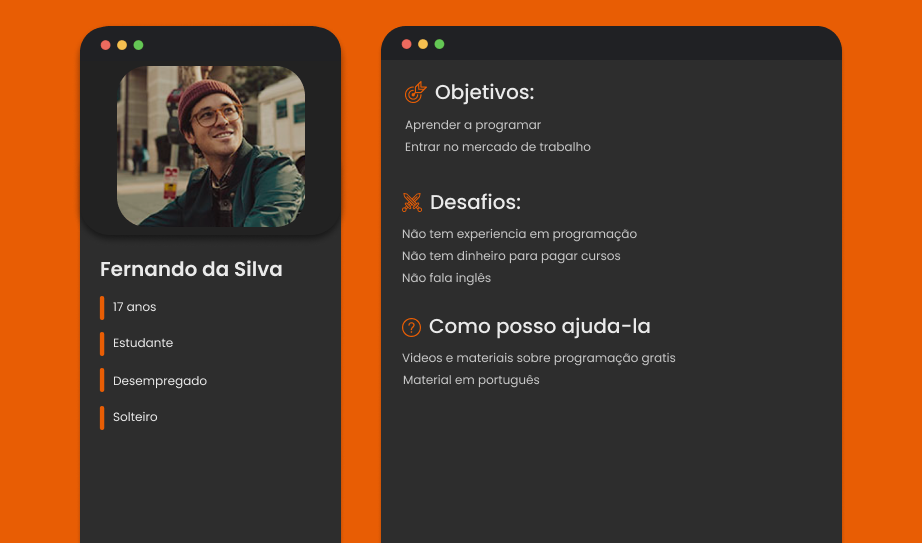 Fernando da Silva
17 anos
Estudante
Desempregado
Solteiro
Objetivos:
Aprender a programar
Entrar no mercado de trabalho
Desafios:
Não tem experiencia em programação
Não tem dinheiro para pagar cursos
Não fala inglês
Como posso ajuda-la
Videos e materiais sobre programação gratis
Material em português